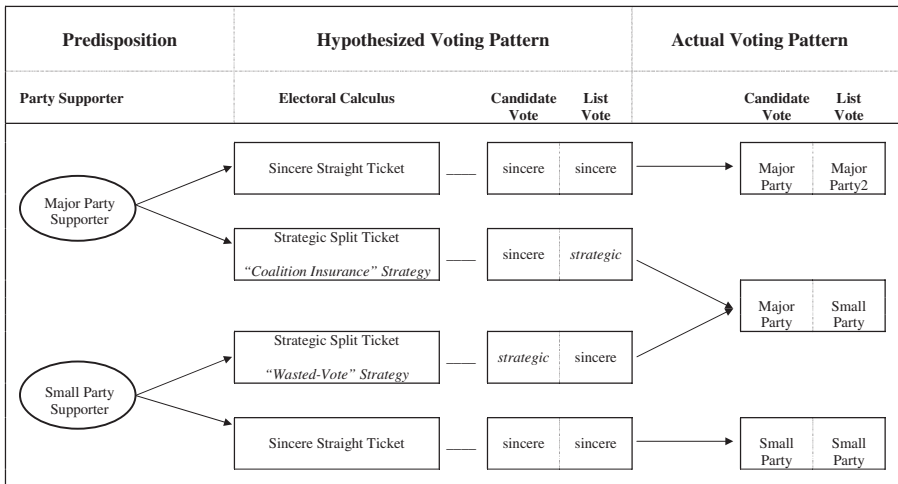 Predisposition Hypothesized Voting Pattern Actual Voting Pattern
Party Supporter Electoral Calculus Candidate List Candidate List
Vote Vote Vote Vote
Sincere Straight Ticket sincere sincere Major Major
Party Party2
Major Party
Supporter
Strategic Split Ticket sincere strategic
“Coalition Insurance” Strategy
Major Small
Party Party
Strategic Split Ticket strategic sincere
“Wasted-Vote” Strategy
Small Party
Supporter
Sincere Straight Ticket sincere sincere Small Small
Party Party